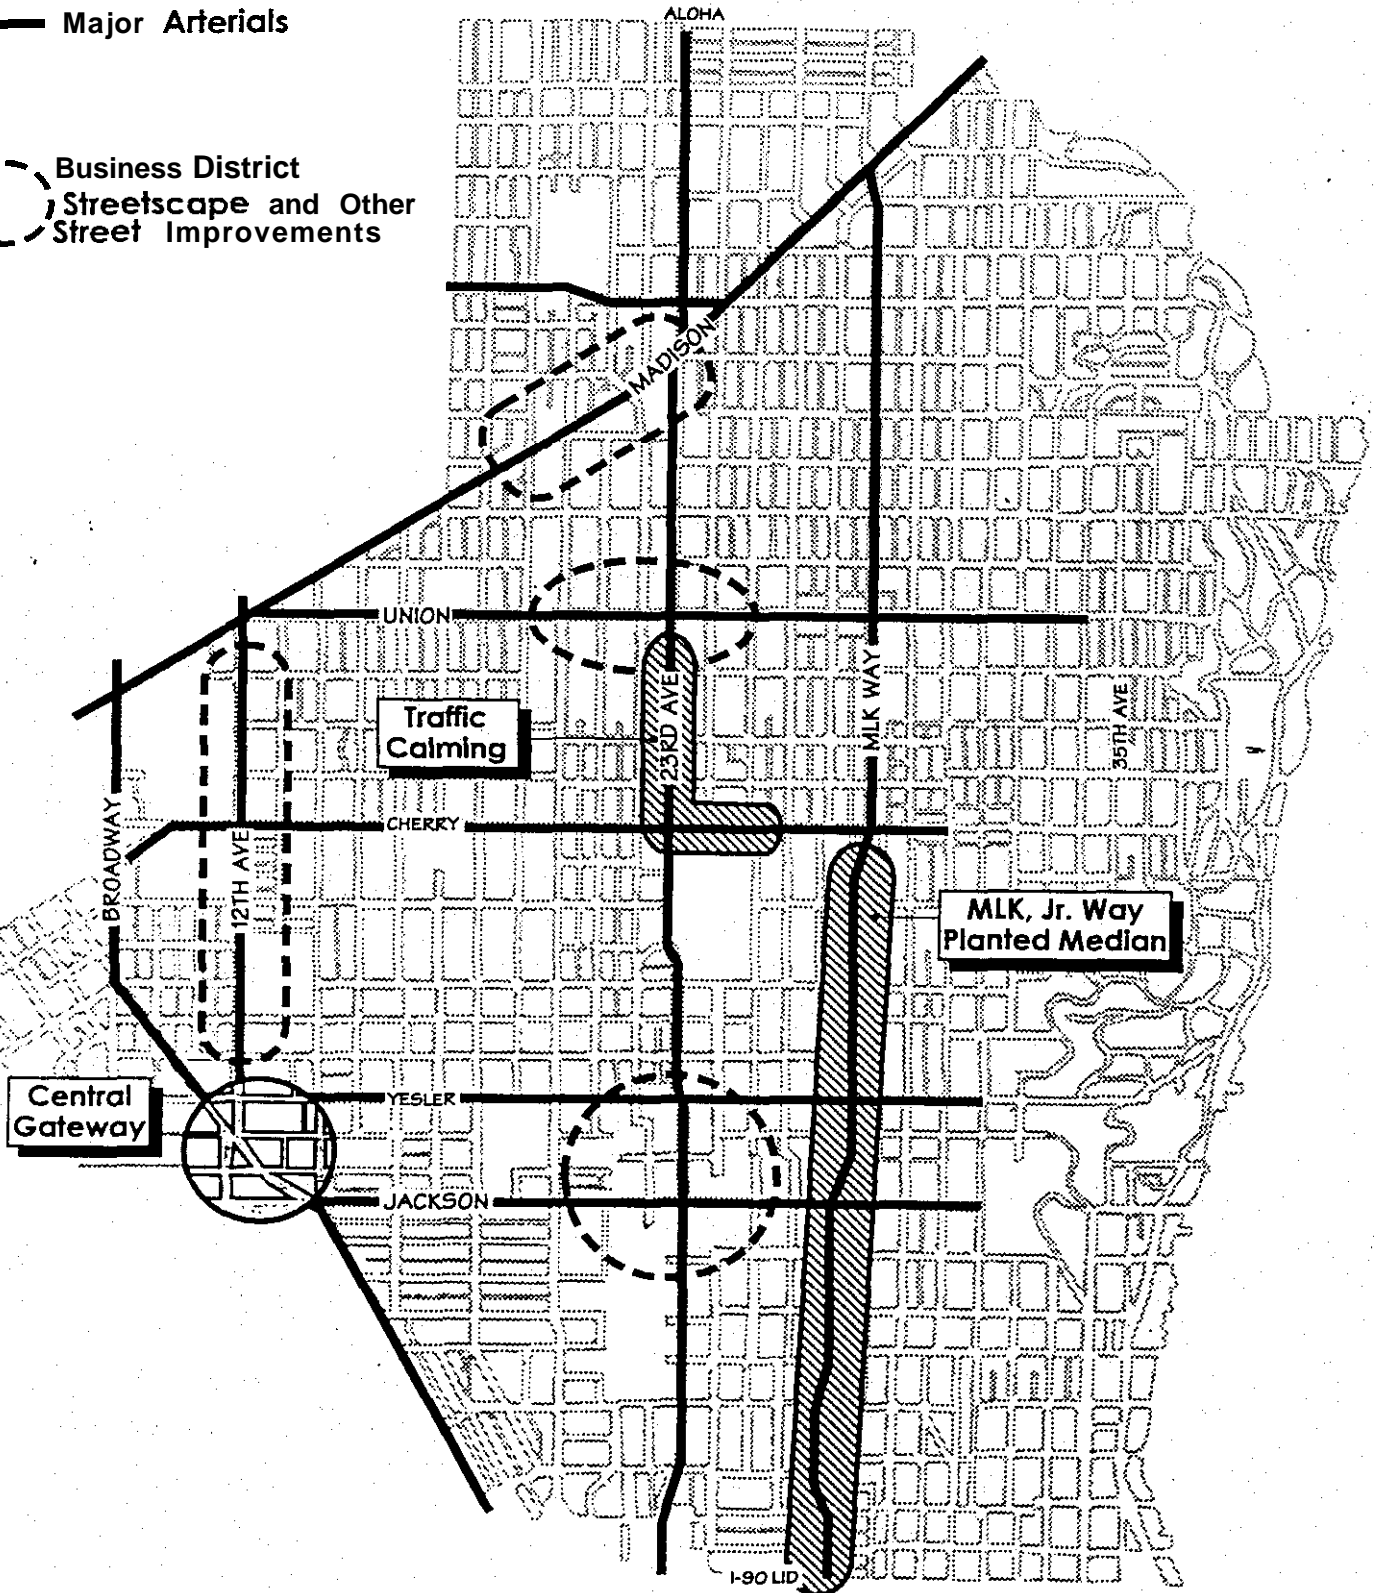 ALOHA
Major Arterials
Business District
Streetscape and Other
Street Improvements
MADISON
UNION
MLK WAY
23RD AVE
35TH AVE
Traffic
Calming
BROADWAY
12TH AVE
CHERRY
MLK, Jr. Way
Planted Median
Central
Gateway
YESLER
JACKSON
I-90 LID